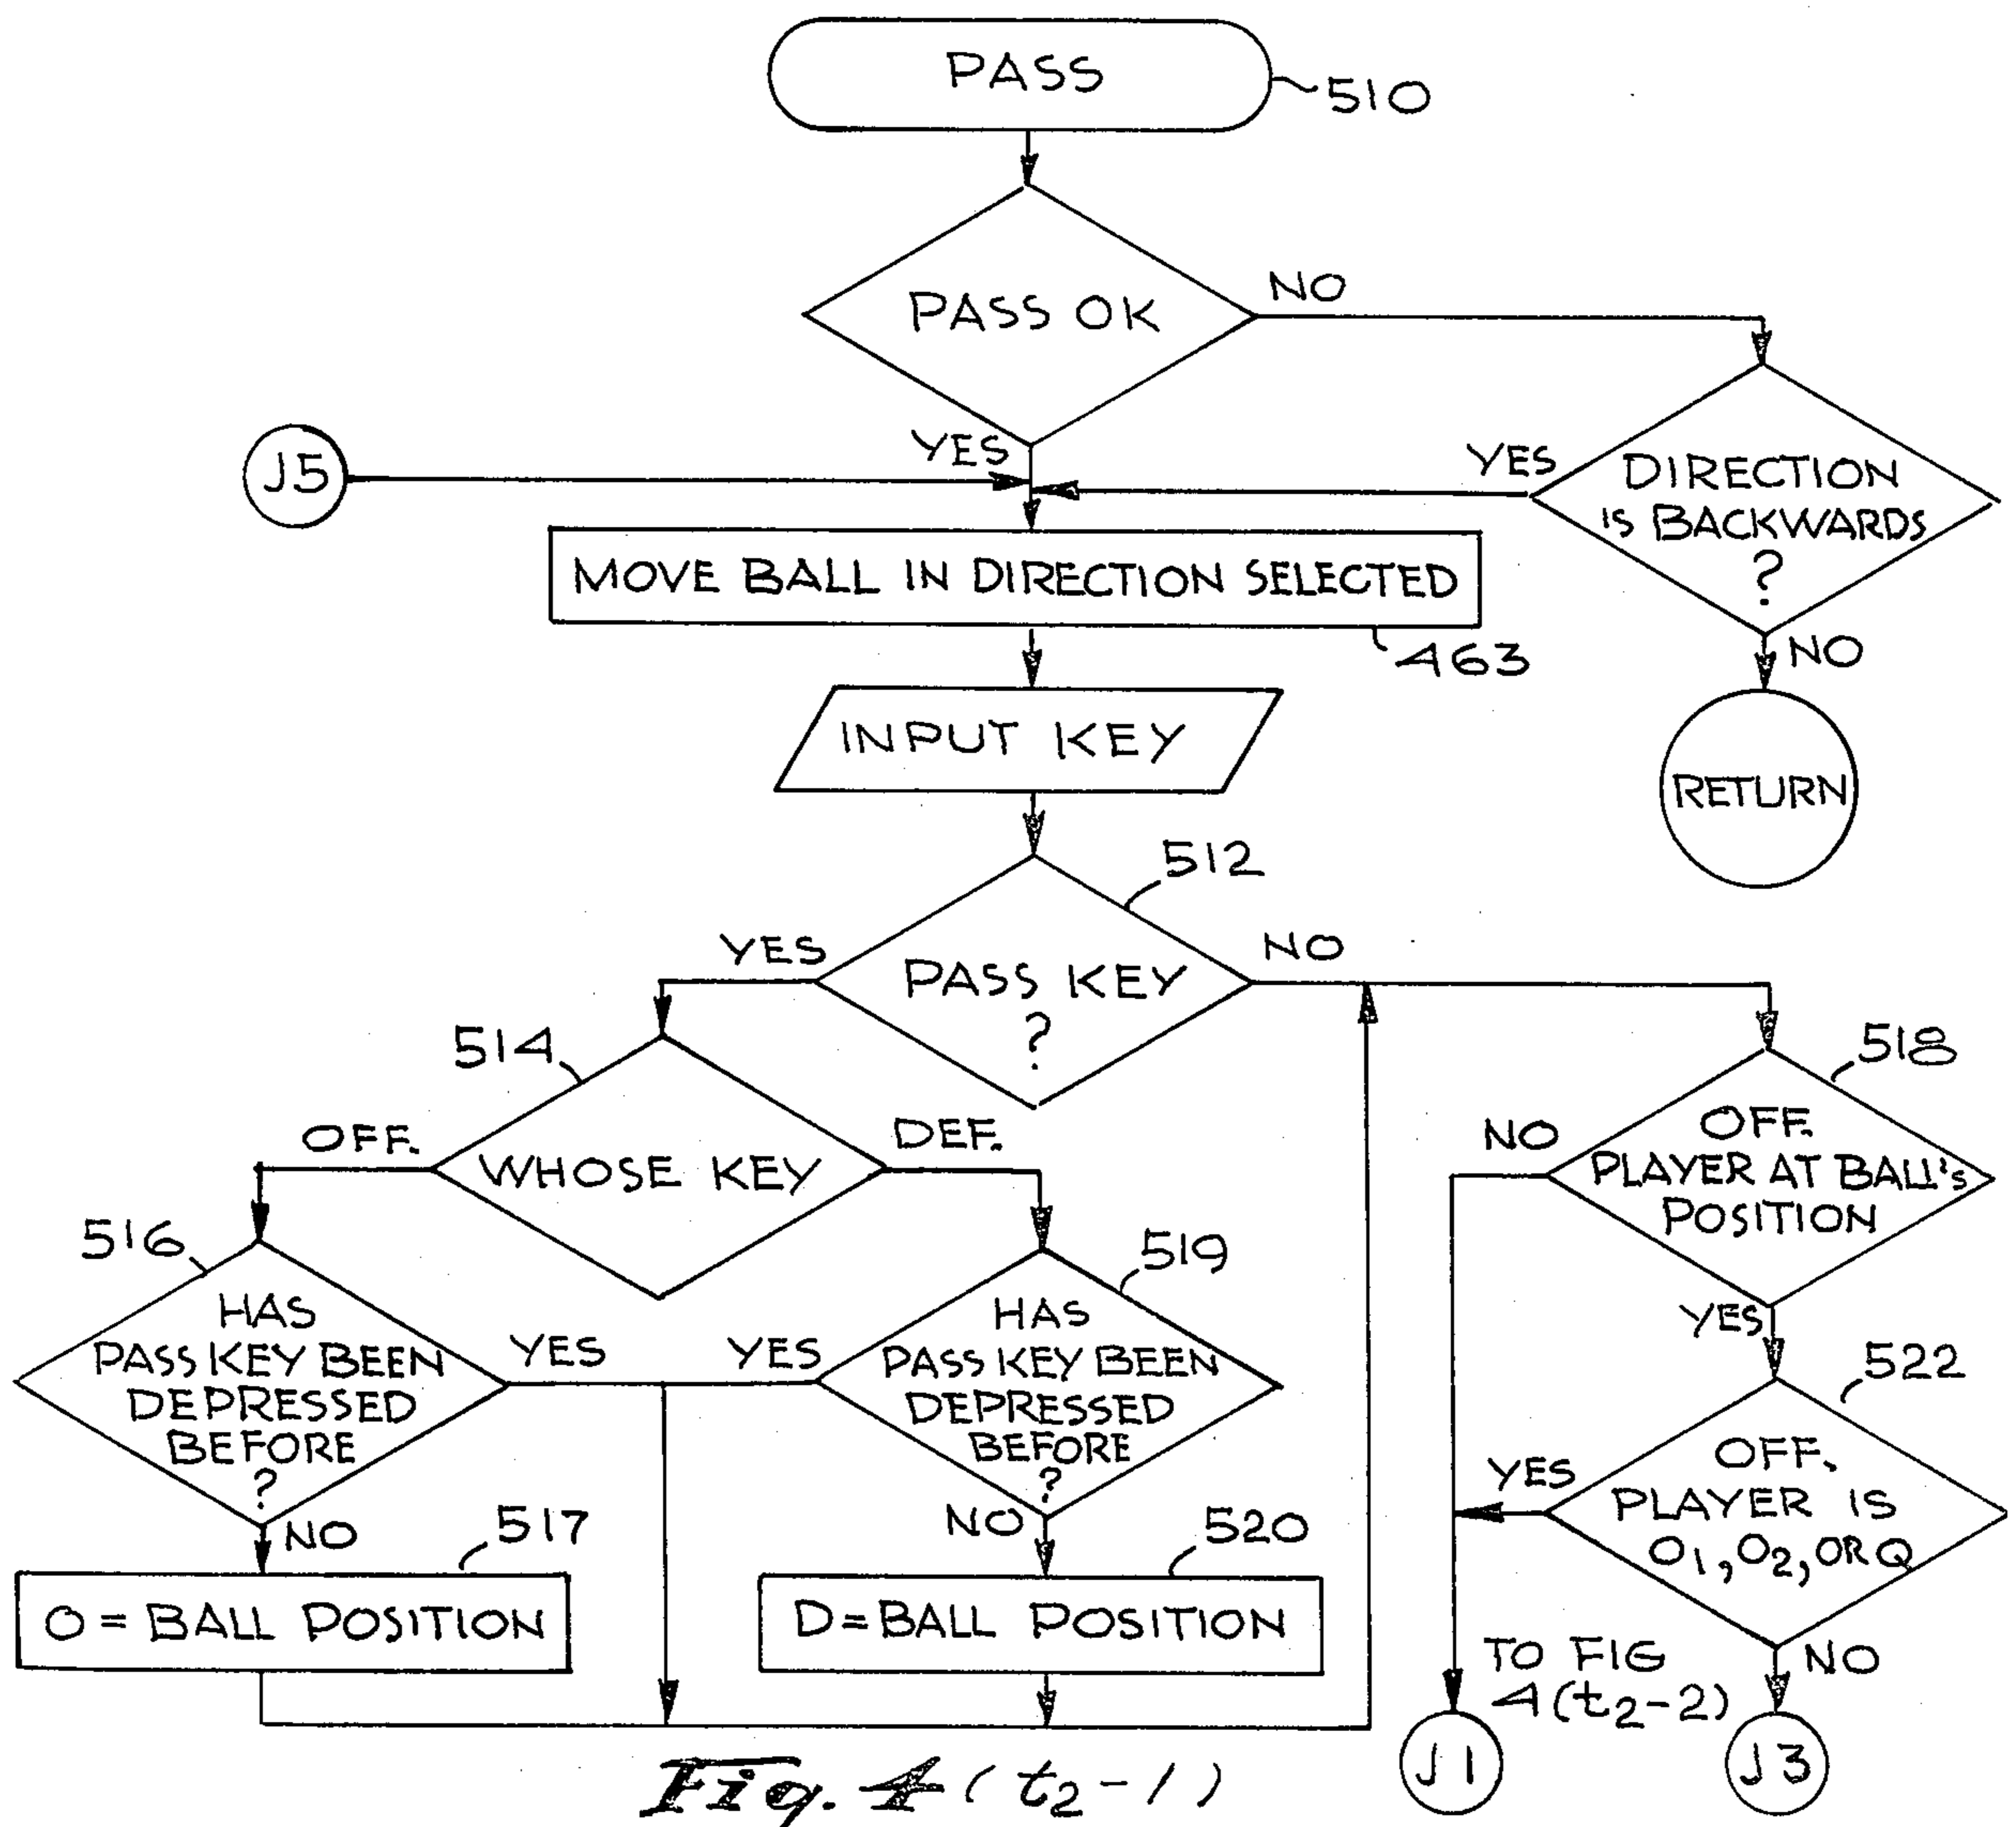 PASS
510
PASS OK
NO
YES
J5
YES
DIRECTION
IS BACKWARDS
?
MOVE BALL IN DIRECTION SELECTED
463
NO
INPUT KEY
RETURN
512
YES
NO
PASS KEY
?
514
518
OFF.
DEF.
WHOSE KEY
NO
OFF.
PLAYER AT BALL'S
POSITION
516
519
YES
HAS
PASS KEY BEEN
DEPRESSED
BEFORE
?
YES
YES
HAS
PASS KEY BEEN
DEPRESSED
BEFORE
?
522
YES
OFF.
PLAYER IS
O₁, O₂, OR Q
NO
517
NO
520
O = BALL POSITION
D = BALL POSITION
TO FIG
4(t₂-2)
NO
J1
J3
Fig. 4 (t₂-1)